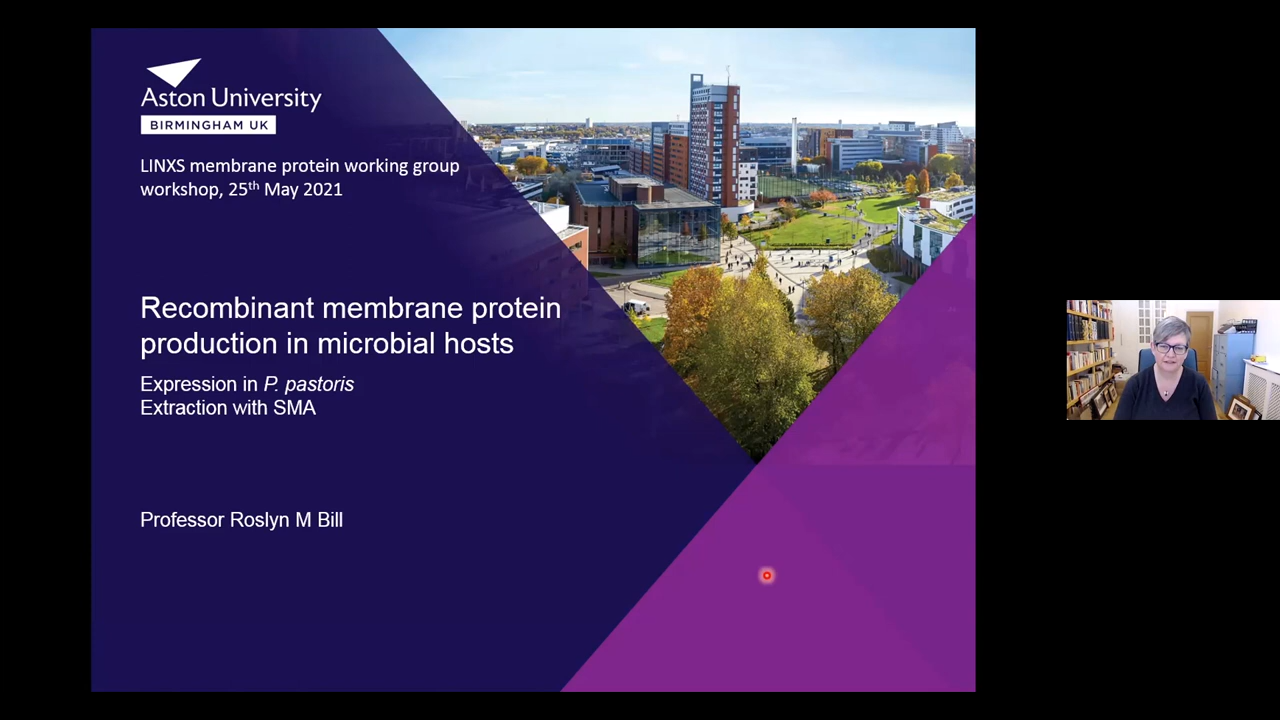 Aston University
BIRMINGHAM UK
LINXS membrane protein working group
workshop, 25th May 2021
Recombinant membrane protein
production in microbial hosts
Expression in P. pastoris
Extraction with SMA
Professor Roslyn M Bill